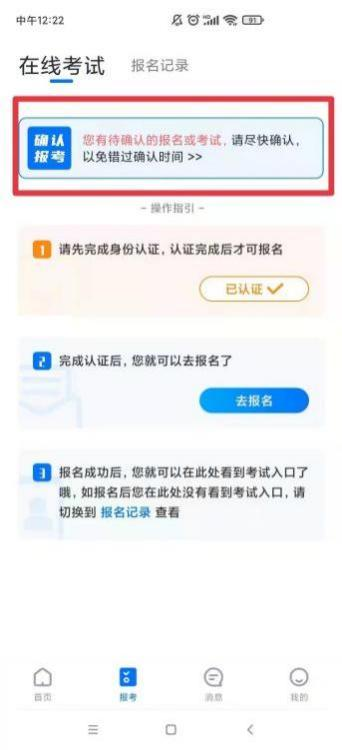 中午12:22
91
在线考试 报名记录
确认
报考
您有待确认的报名或考试，请尽快确认，
以免错过确认时间 >>
- 操作指引 -
1 请先完成身份认证，认证完成后才可报名
已认证
2 完成认证后，您就可以去报名了
去报名
3 报名成功后，您就可以在此处看到考试入口了
哦，如报名后您在此处没有看到考试入口，请
切换到 报名记录 查看
首页 报考 消息 我的